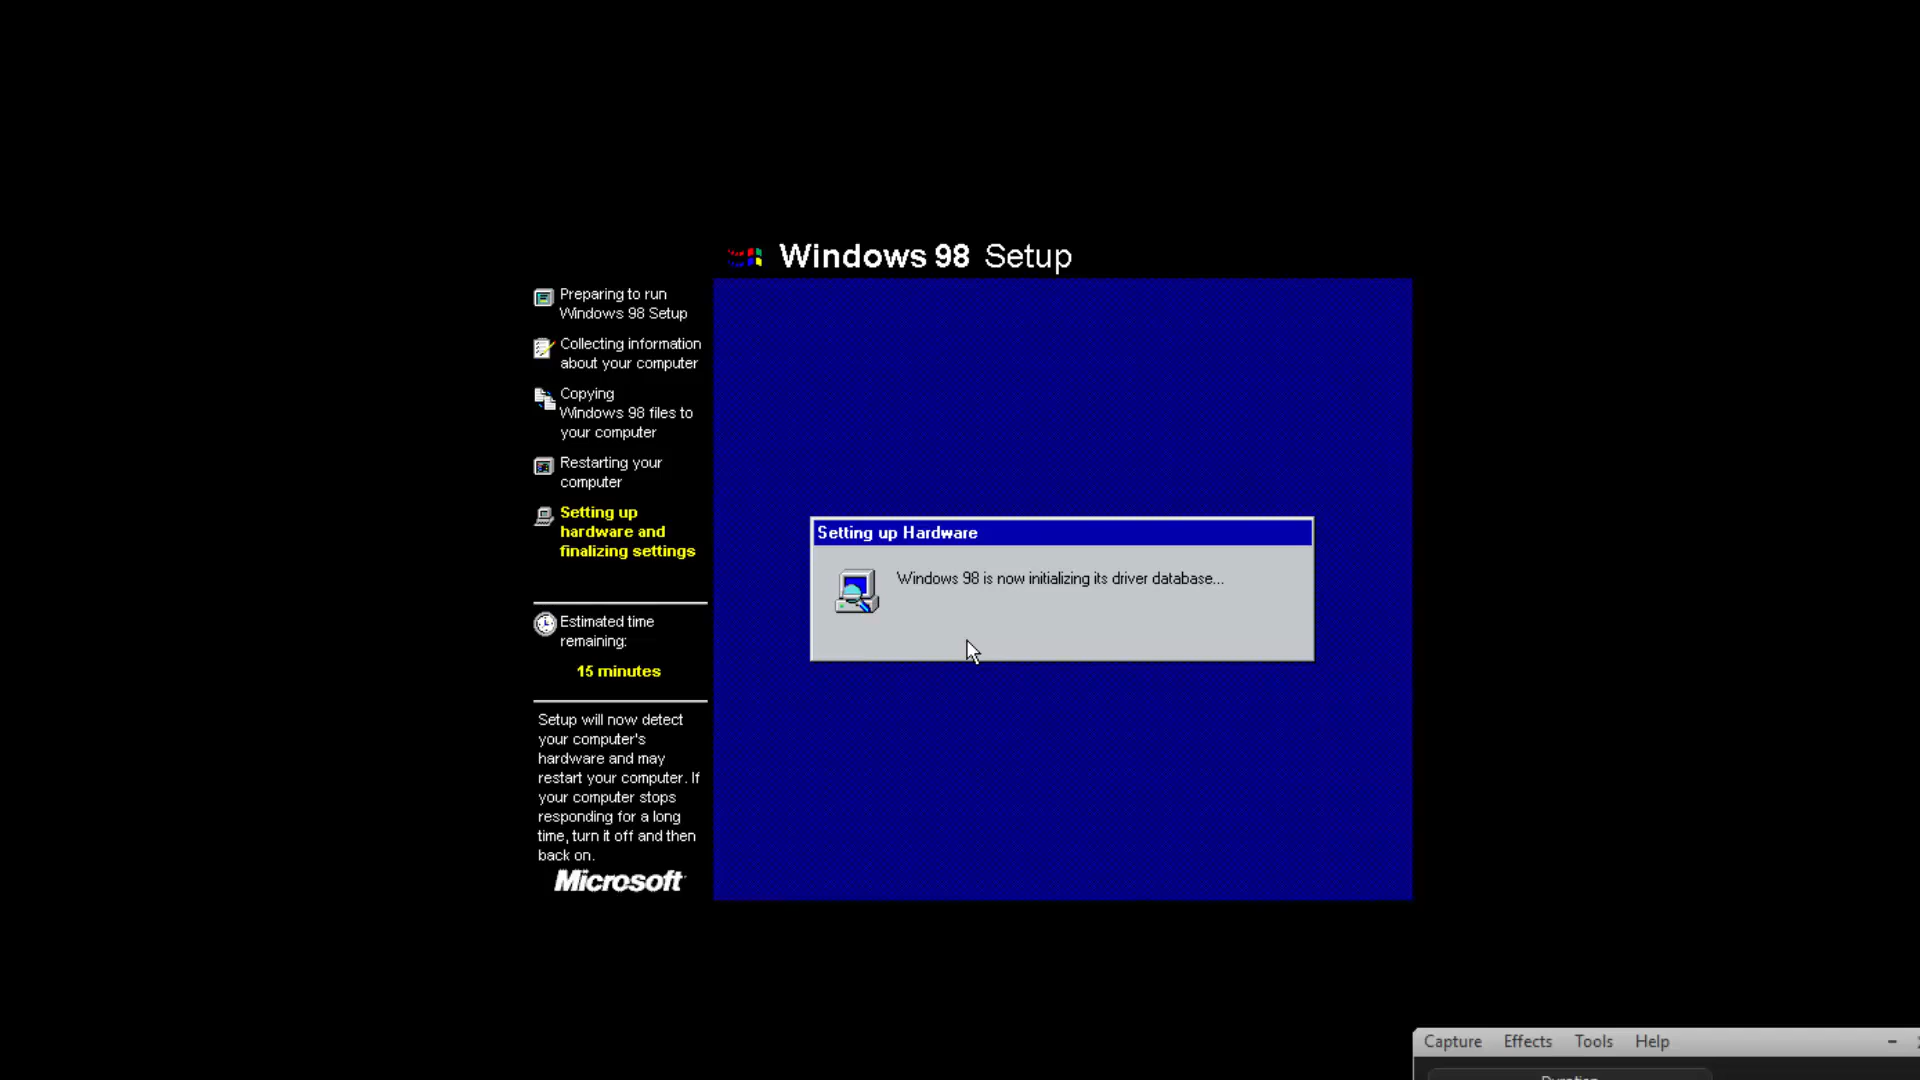 Windows 98 Setup
Preparing to run
Windows 98 Setup
Collecting information
about your computer
Copying
Windows 98 files to
your computer
Restarting your
computer
Setting up
hardware and
finalizing settings
Estimated time
remaining:
15 minutes
Setup will now detect
your computer's
hardware and may
restart your computer. If
your computer stops
responding for a long
time, turn it off and then
back on.
Microsoft
Setting up Hardware
Windows 98 is now initializing its driver database...
Capture Effects Tools Help
Duration